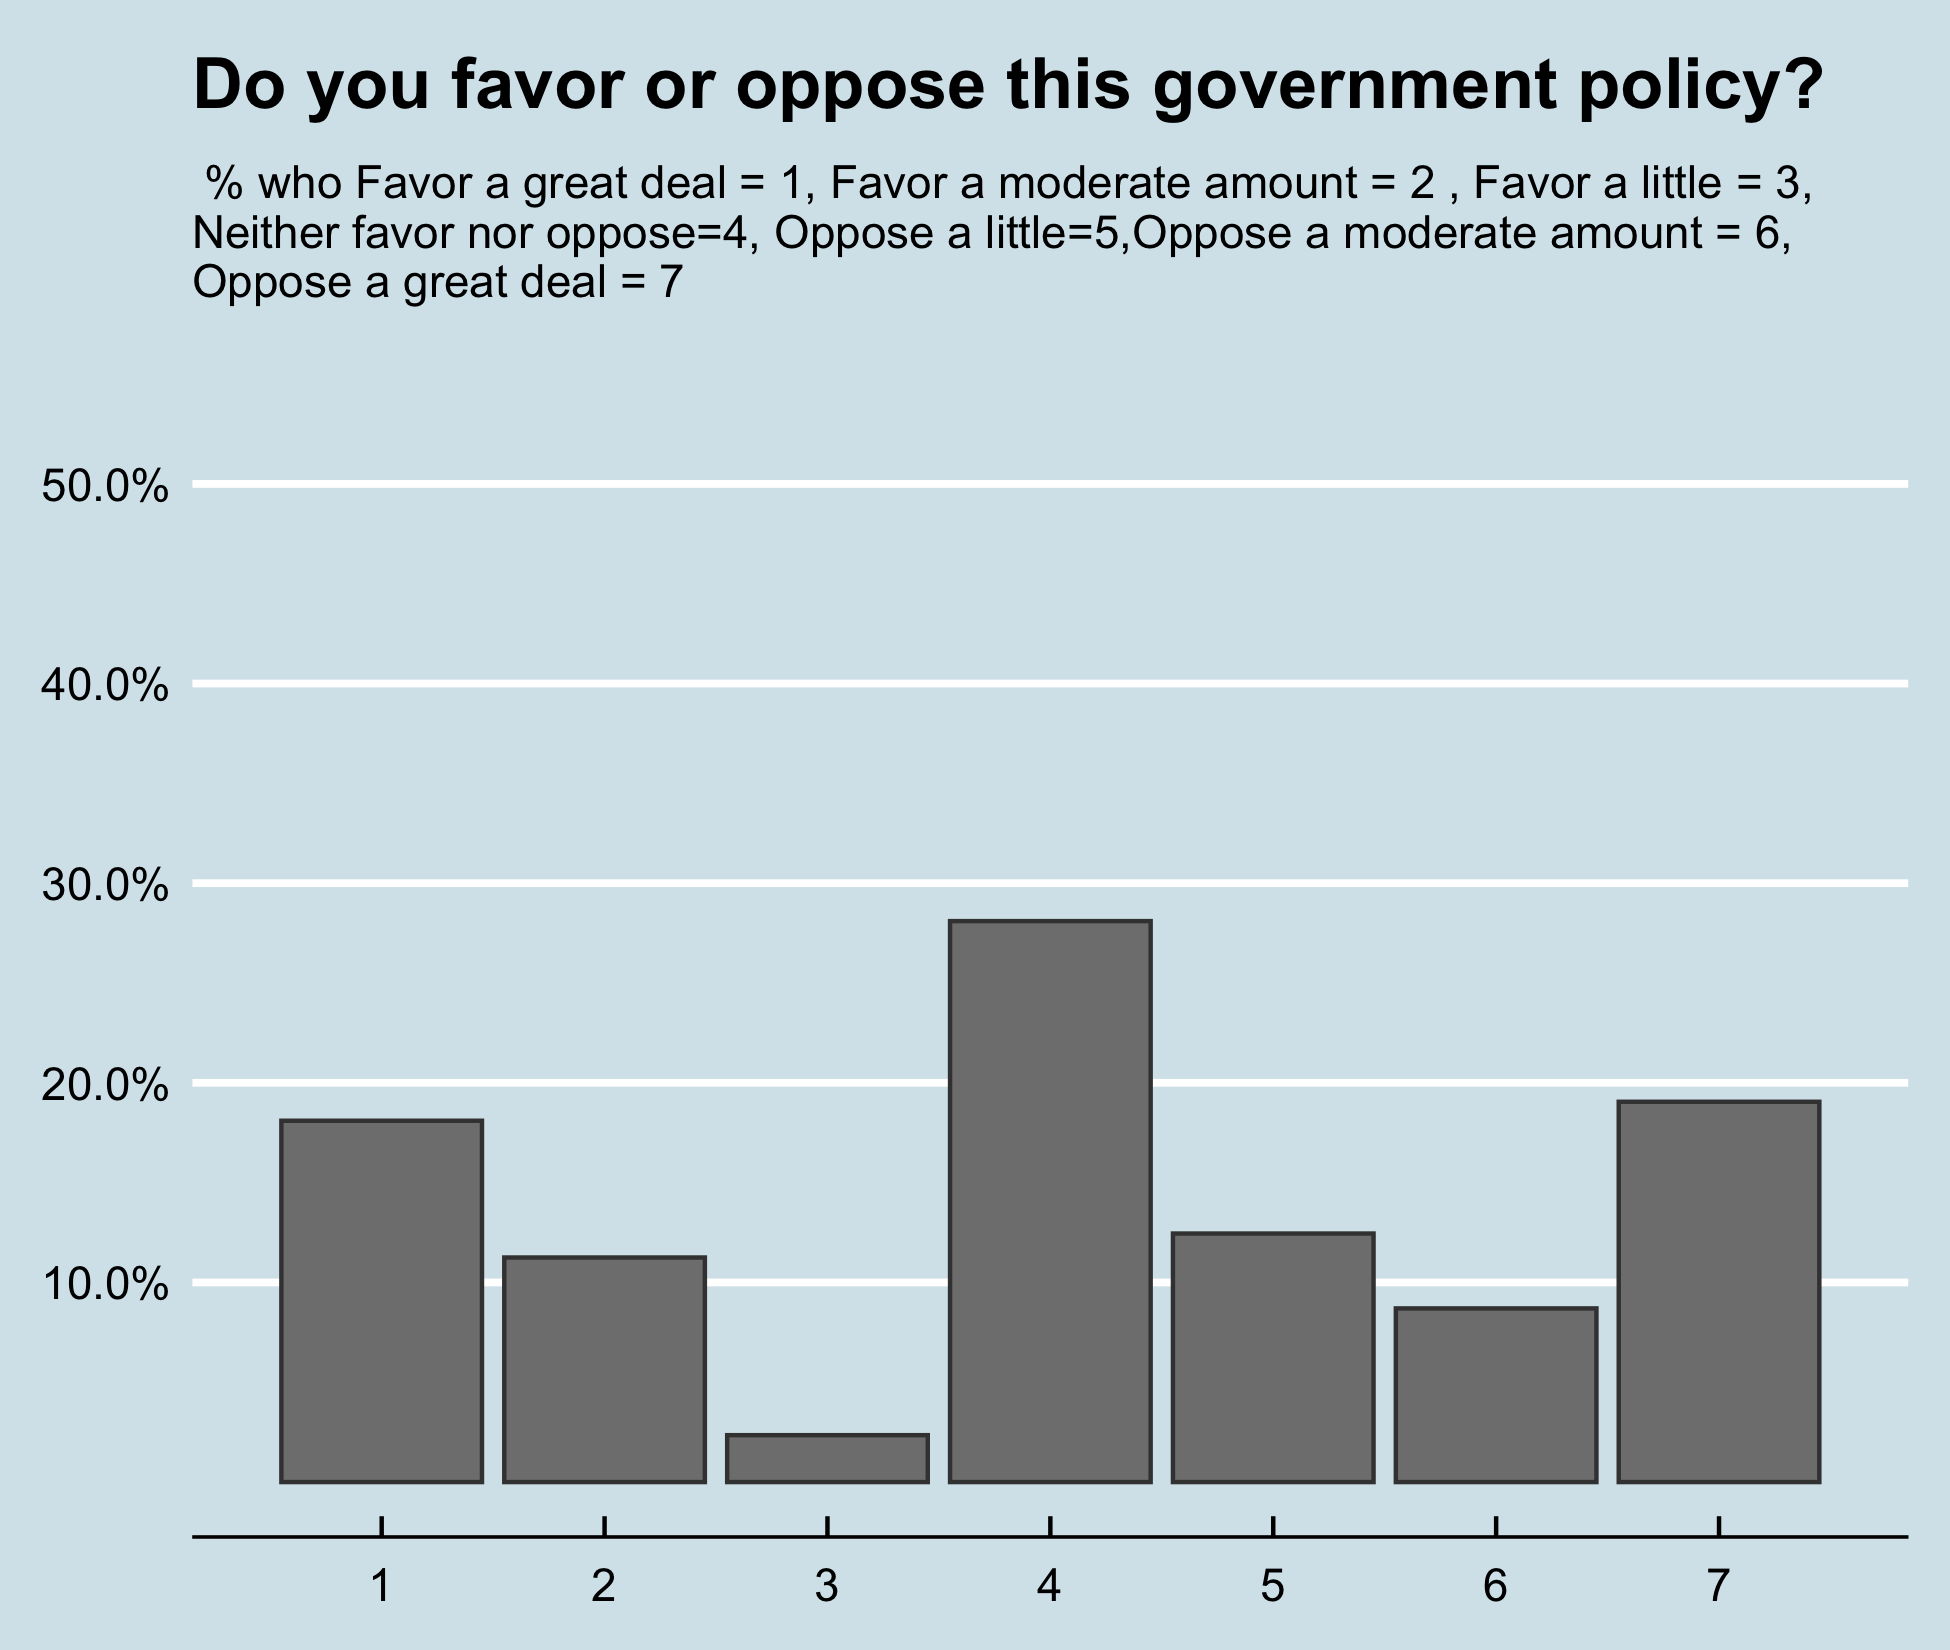 Do you favor or oppose this government policy?
% who Favor a great deal = 1, Favor a moderate amount = 2 , Favor a little = 3,
Neither favor nor oppose=4, Oppose a little=5,Oppose a moderate amount = 6,
Oppose a great deal = 7
50.0%
40.0%
30.0%
20.0%
10.0%
1 2 3 4 5 6 7